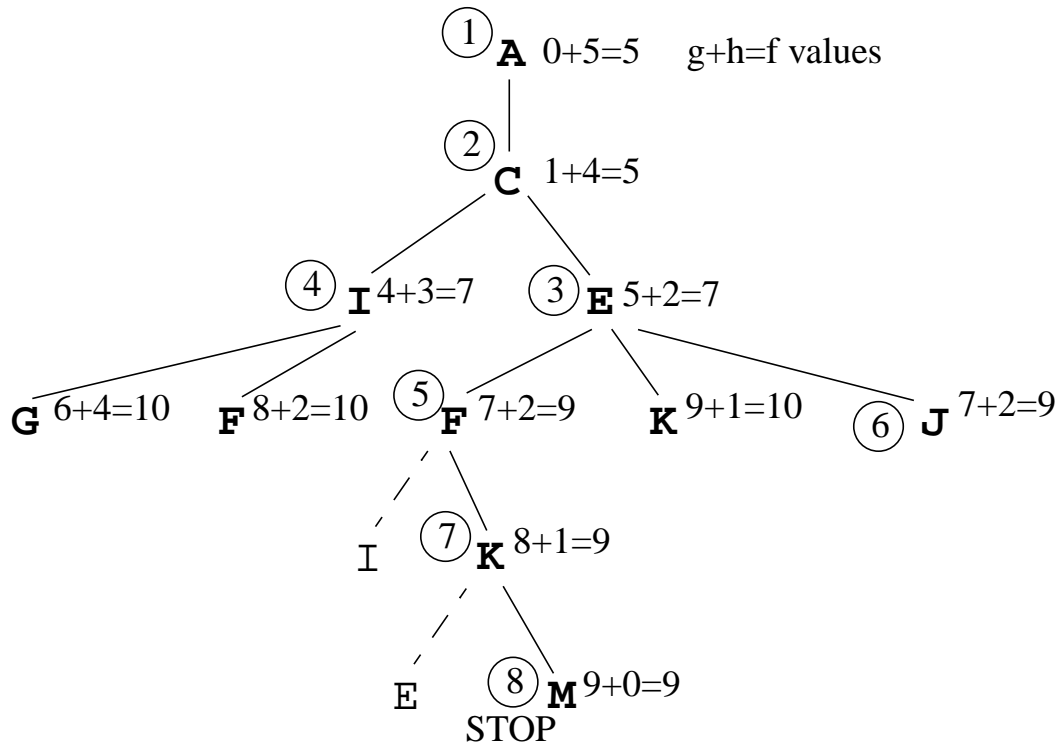 1
A 0+5=5 g+h=f values
2
C 1+4=5
4 I 4+3=7 3 E 5+2=7
G 6+4=10 F 8+2=10 5 F 7+2=9 K 9+1=10 6 J 7+2=9
I 7 K 8+1=9
E 8 M 9+0=9
STOP